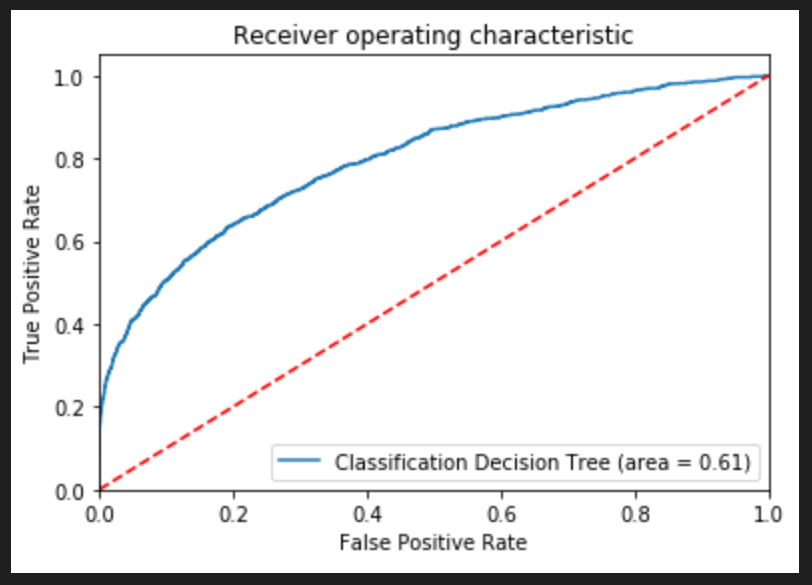 Receiver operating characteristic
True Positive Rate
1.0
0.8
0.6
0.4
0.2
0.0
Classification Decision Tree (area = 0.61)
0.0 0.2 0.4 0.6 0.8 1.0
False Positive Rate